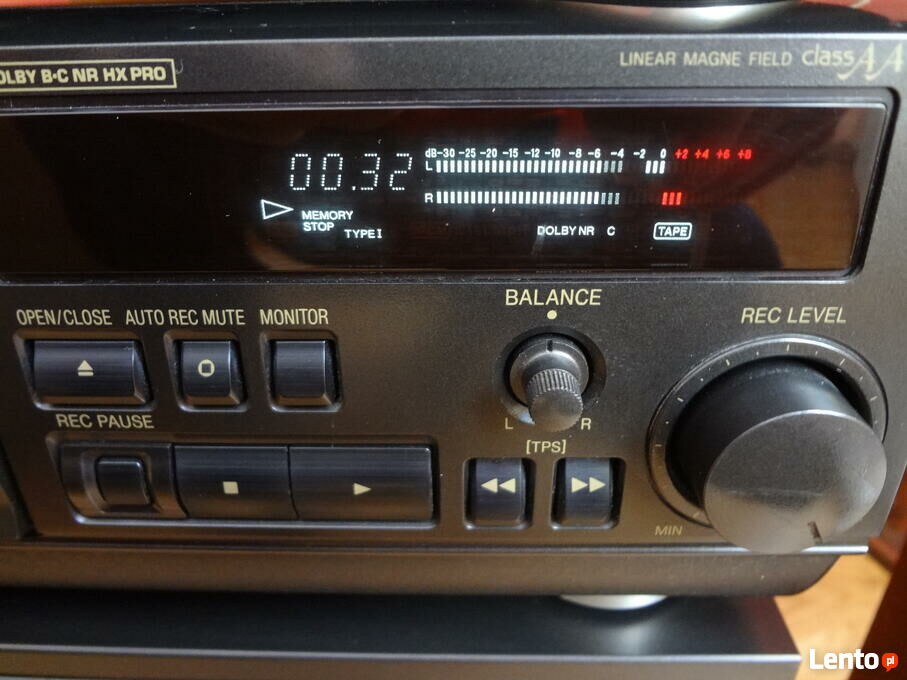 DOLBY B·C NR HX PRO
LINEAR MAGNE FIELD class AA
00.32
dB-30 -25 -20 -15 -12 -10 -8 -6 -4 -2 0 +2 +4 +6 +8
L
R
MEMORY
STOP TYPE I
DOLBY NR C TAPE
OPEN/CLOSE AUTO REC MUTE MONITOR
BALANCE
REC LEVEL
REC PAUSE
L R
[TPS]
MIN
Lento pl